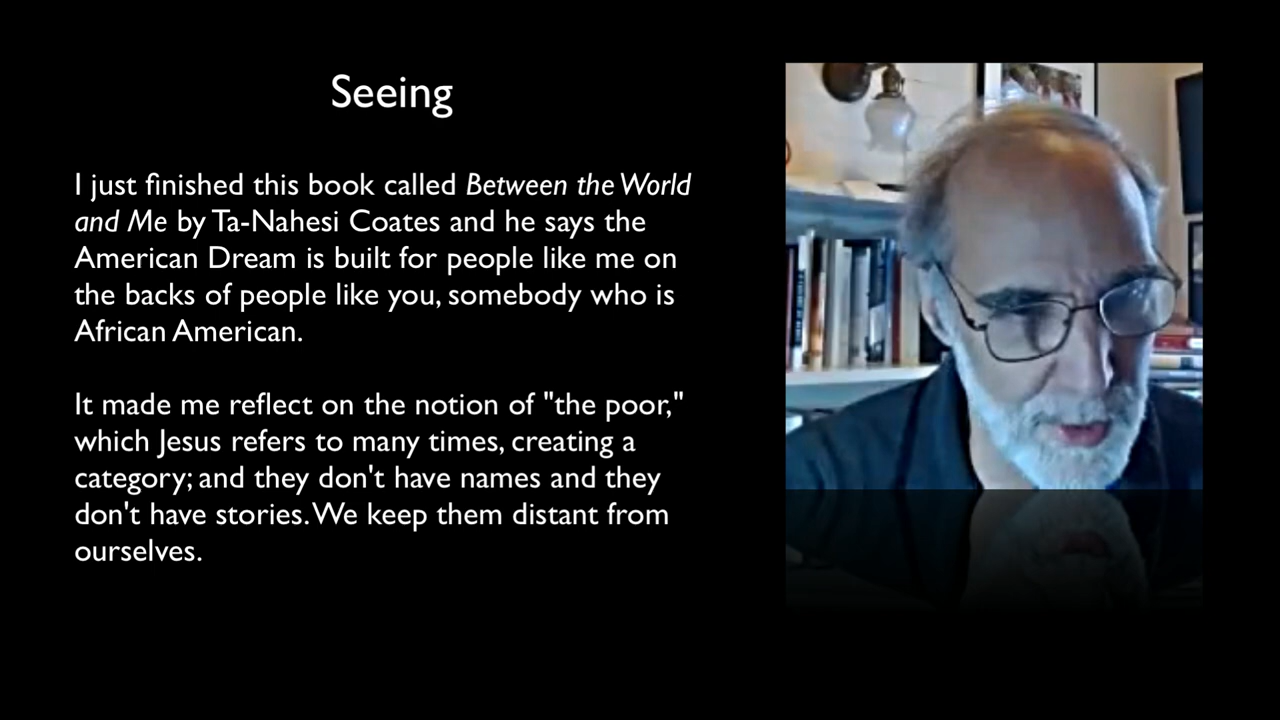 Seeing
I just finished this book called Between the World
and Me by Ta-Nahesi Coates and he says the
American Dream is built for people like me on
the backs of people like you, somebody who is
African American.
It made me reflect on the notion of "the poor,"
which Jesus refers to many times, creating a
category; and they don't have names and they
don't have stories. We keep them distant from
ourselves.